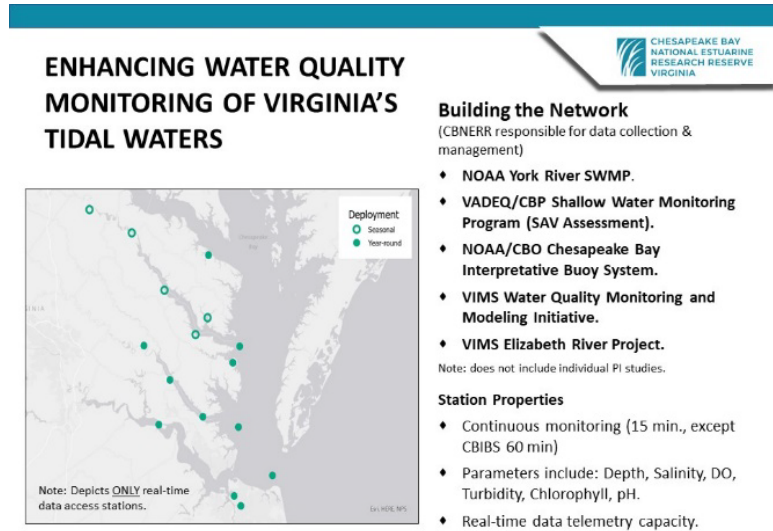 CHESAPEAKE BAY
NATIONAL ESTUARINE
RESEARCH RESERVE
VIRGINIA
ENHANCING WATER QUALITY
MONITORING OF VIRGINIA'S
TIDAL WATERS
Deployment
Seasonal
Year-round
Chesapeake
Bay
Note: Depicts ONLY real-time
data access stations.
Esri, HERE, NPS
Building the Network
(CBNERR responsible for data collection &
management)
♦ NOAA York River SWMP.
♦ VADEQ/CBP Shallow Water Monitoring
Program (SAV Assessment).
♦ NOAA/CBO Chesapeake Bay
Interpretative Buoy System.
♦ VIMS Water Quality Monitoring and
Modeling Initiative.
♦ VIMS Elizabeth River Project.
Note: does not include individual PI studies.
Station Properties
♦ Continuous monitoring (15 min., except
CBIBS 60 min)
♦ Parameters include: Depth, Salinity, DO,
Turbidity, Chlorophyll, pH.
♦ Real-time data telemetry capacity.